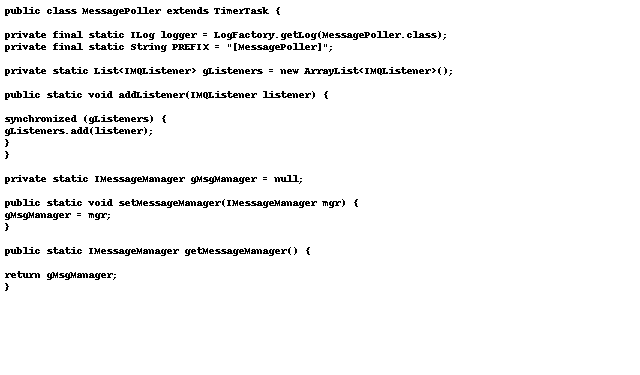 public class MessagePoller extends TimerTask {
private final static ILog logger = LogFactory.getLog(MessagePoller.class);
private final static String PREFIX = "[MessagePoller]";
private static List<IMQListener> gListeners = new ArrayList<IMQListener>();
public static void addListener(IMQListener listener) {
synchronized (gListeners) {
gListeners.add(listener);
}
}
private static IMessageManager gMsgManager = null;
public static void setMessageManager(IMessageManager mgr) {
gMsgManager = mgr;
}
public static IMessageManager getMessageManager() {
return gMsgManager;
}